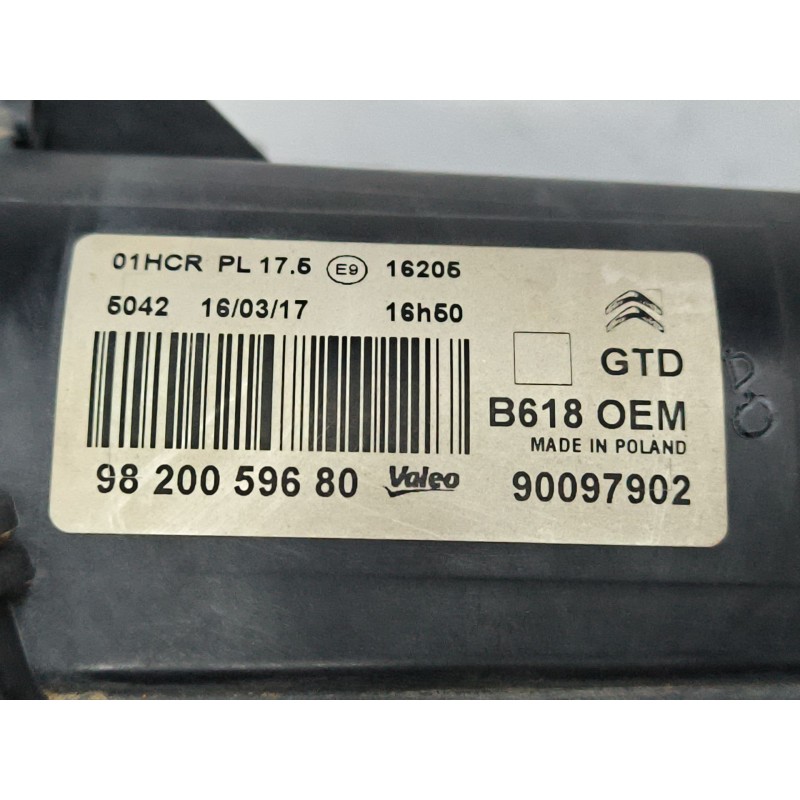 01HCR PL 17.5 E9 16205
5042 16/03/17 16h50
GTD
B618 OEM
MADE IN POLAND
98 200 596 80 Valeo 90097902